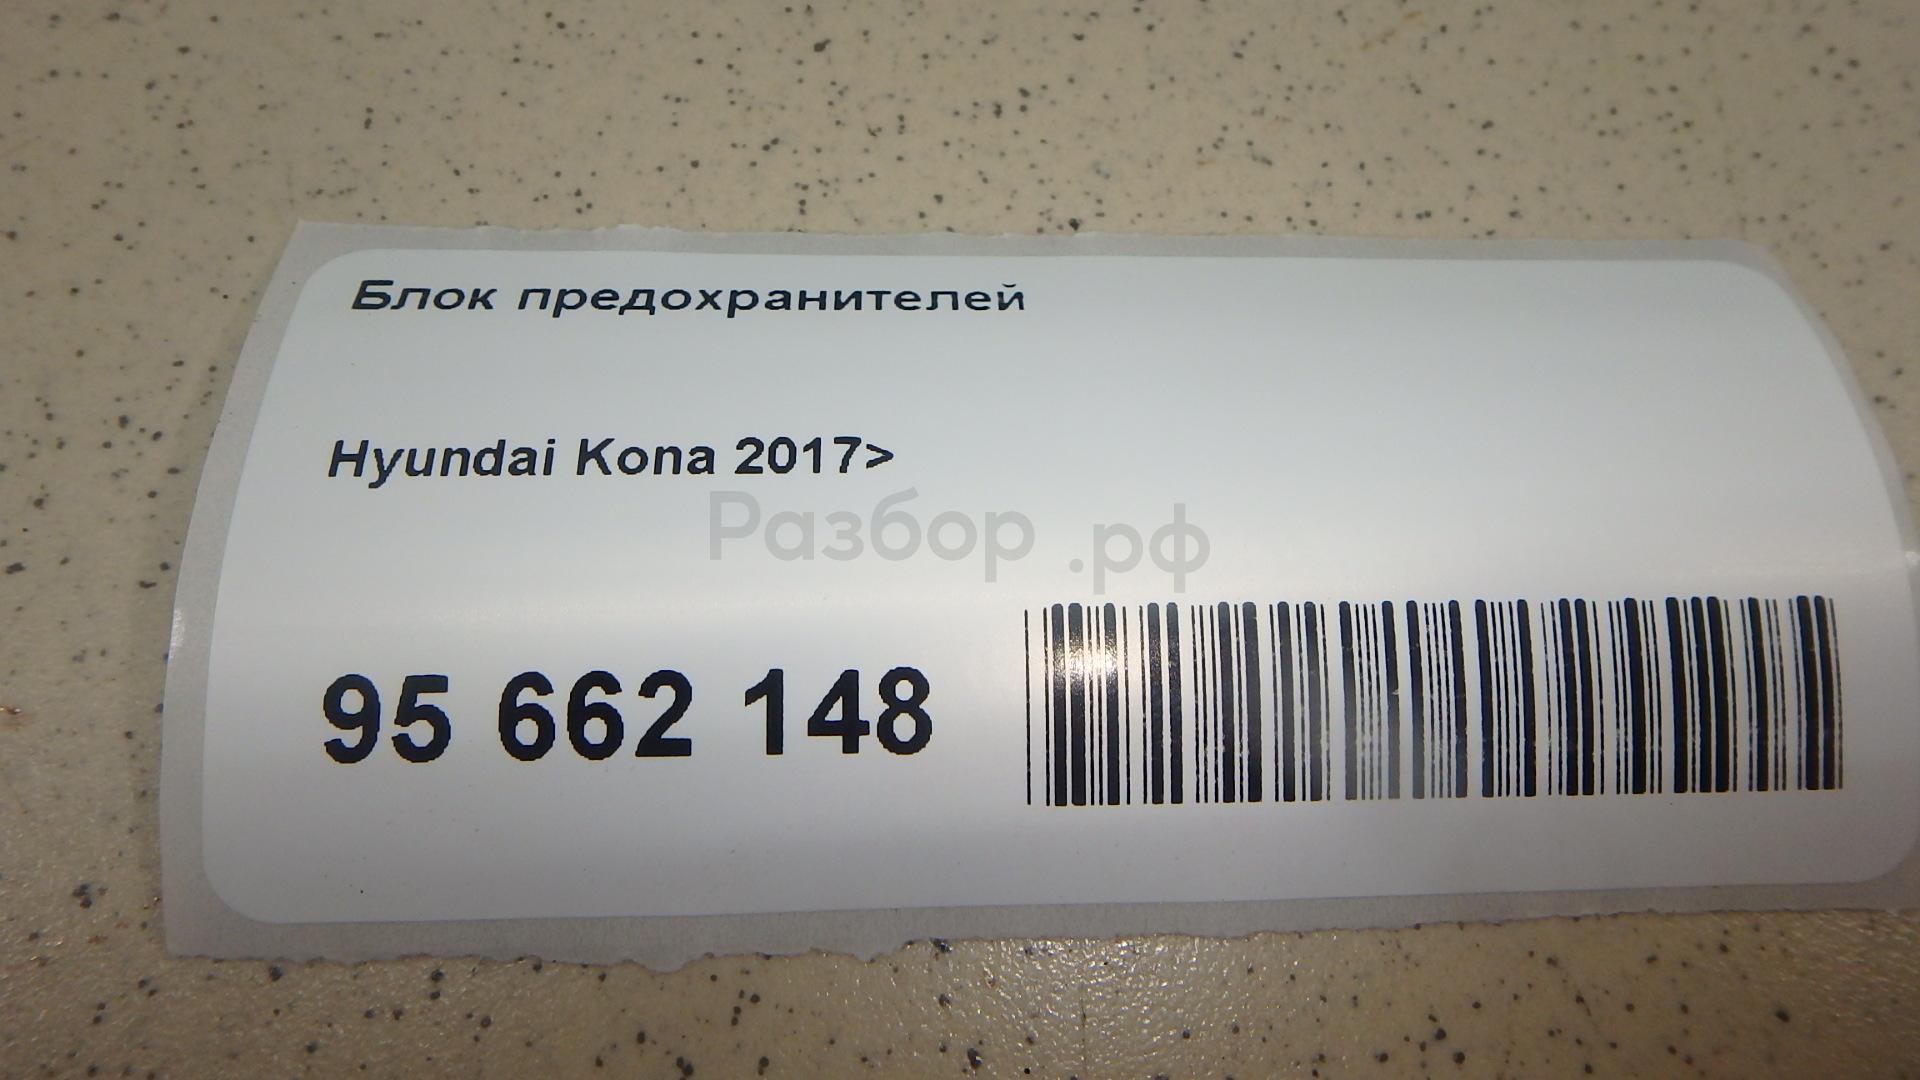 Блок предохранителей
Hyundai Kona 2017>
Разбор.рф
95 662 148